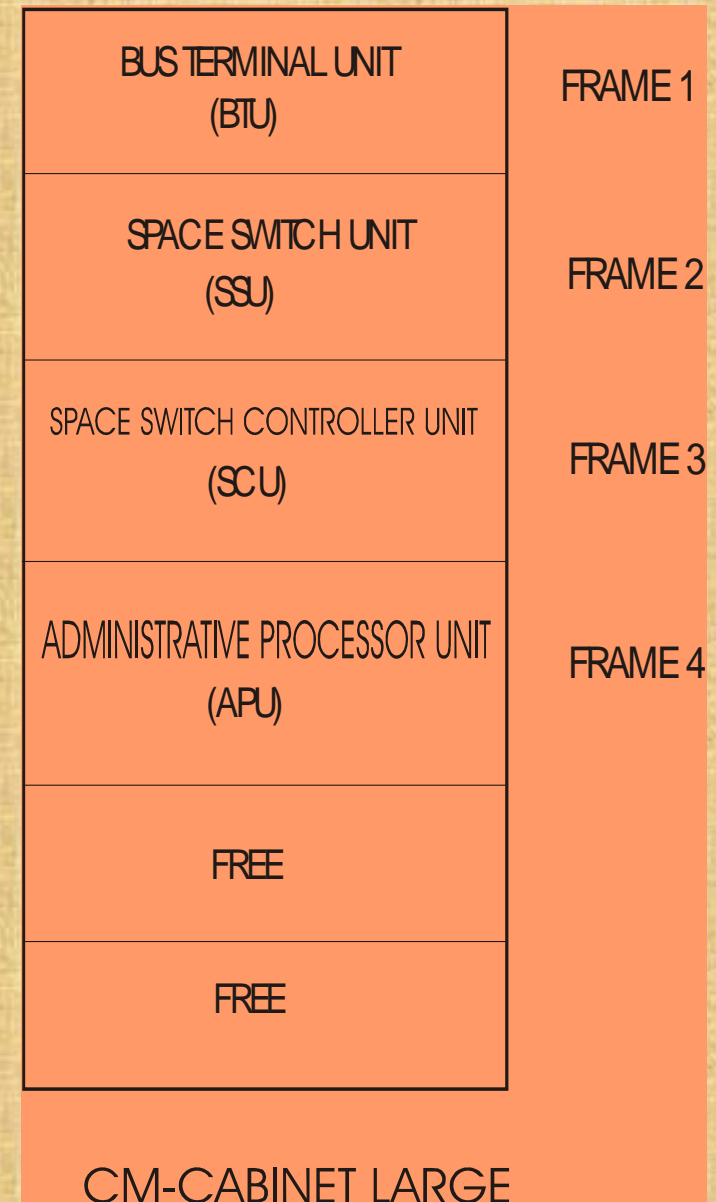 BUS TERMINAL UNIT
(BTU)
FRAME 1
SPACE SWITCH UNIT
(SSU)
FRAME 2
SPACE SWITCH CONTROLLER UNIT
(SCU)
FRAME 3
ADMINISTRATIVE PROCESSOR UNIT
(APU)
FRAME 4
FREE
FREE
CM-CABINET LARGE